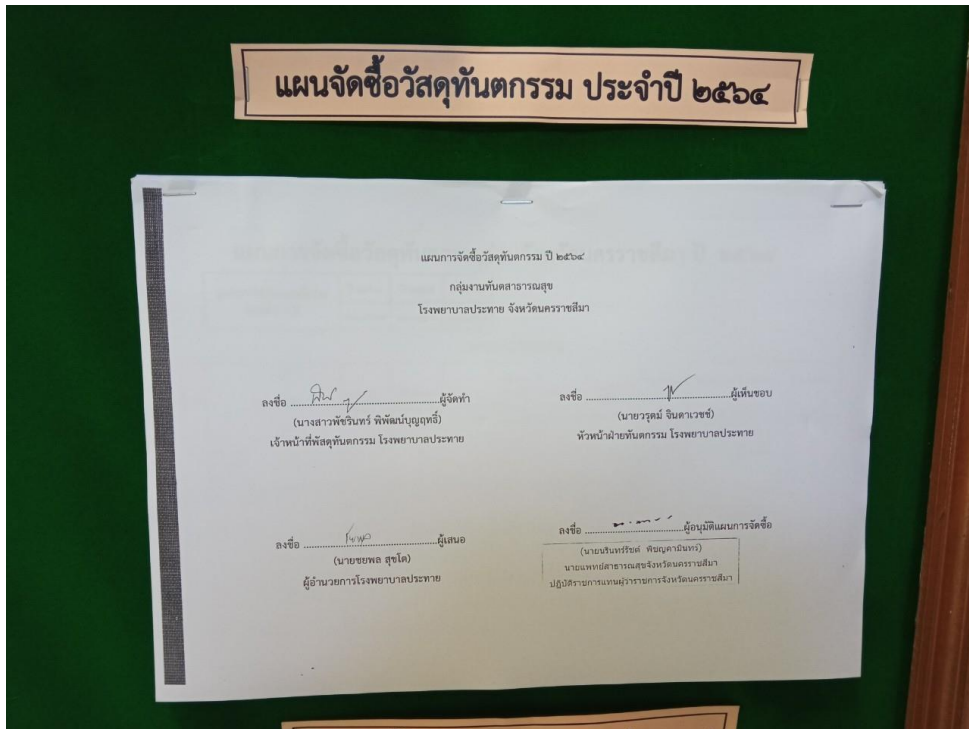 แผนจัดซื้อวัสดุทันตกรรม ประจำปี ๒๕๖๔
แผนการจัดซื้อวัสดุทันตกรรม ปี ๒๕๖๔
กลุ่มงานทันตสาธารณสุข
โรงพยาบาลประทาย จังหวัดนครราชสีมา
ลงชื่อ ........................................ผู้จัดทำ
(นางสาวพัชรินทร์ พิพัฒน์บุญฤทธิ์)
เจ้าหน้าที่พัสดุทันตกรรม โรงพยาบาลประทาย
ลงชื่อ ........................................ผู้เห็นชอบ
(นายวรุตม์ จินดาเวชช์)
หัวหน้าฝ่ายทันตกรรม โรงพยาบาลประทาย
ลงชื่อ ........................................ผู้เสนอ
(นายชยพล สุขโต)
ผู้อำนวยการโรงพยาบาลประทาย
ลงชื่อ ........................................ผู้อนุมัติแผนการจัดซื้อ
(นายนรินทร์รัชต์ พิชญคามินทร์)
นายแพทย์สาธารณสุขจังหวัดนครราชสีมา
ปฏิบัติราชการแทนผู้ว่าราชการจังหวัดนครราชสีมา